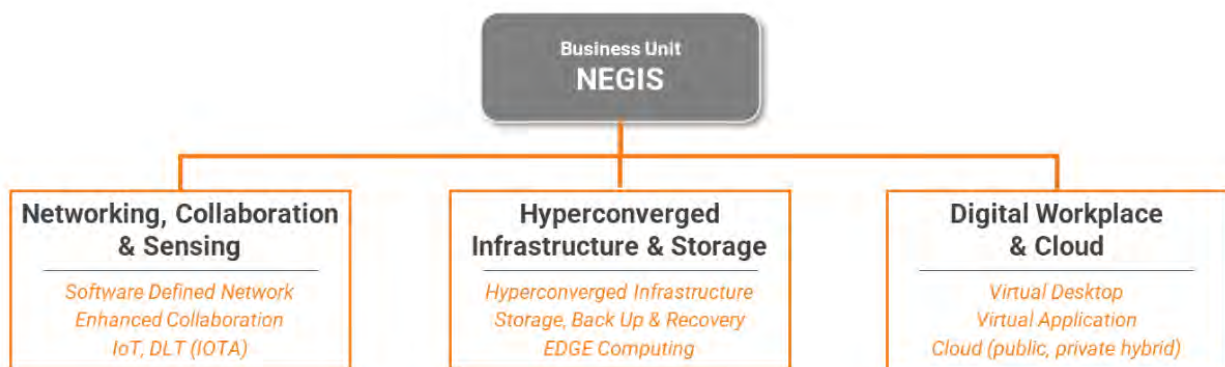 Business Unit
NEGIS
Networking, Collaboration
& Sensing
Software Defined Network
Enhanced Collaboration
IoT, DLT (IOTA)
Hyperconverged
Infrastructure & Storage
Hyperconverged Infrastructure
Storage, Back Up & Recovery
EDGE Computing
Digital Workplace
& Cloud
Virtual Desktop
Virtual Application
Cloud (public, private hybrid)